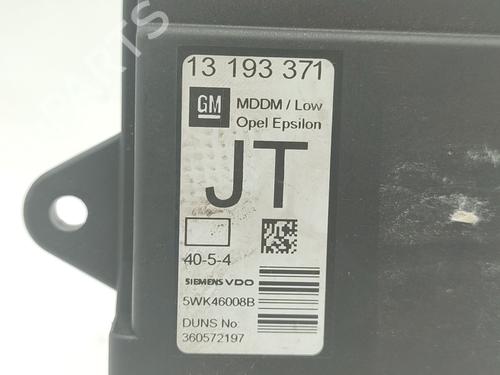 13 193 371
GM
MDDM / Low
Opel Epsilon
JT
40-5-4
SIEMENS VDO
5WK46008B
DUNS No:
360572197